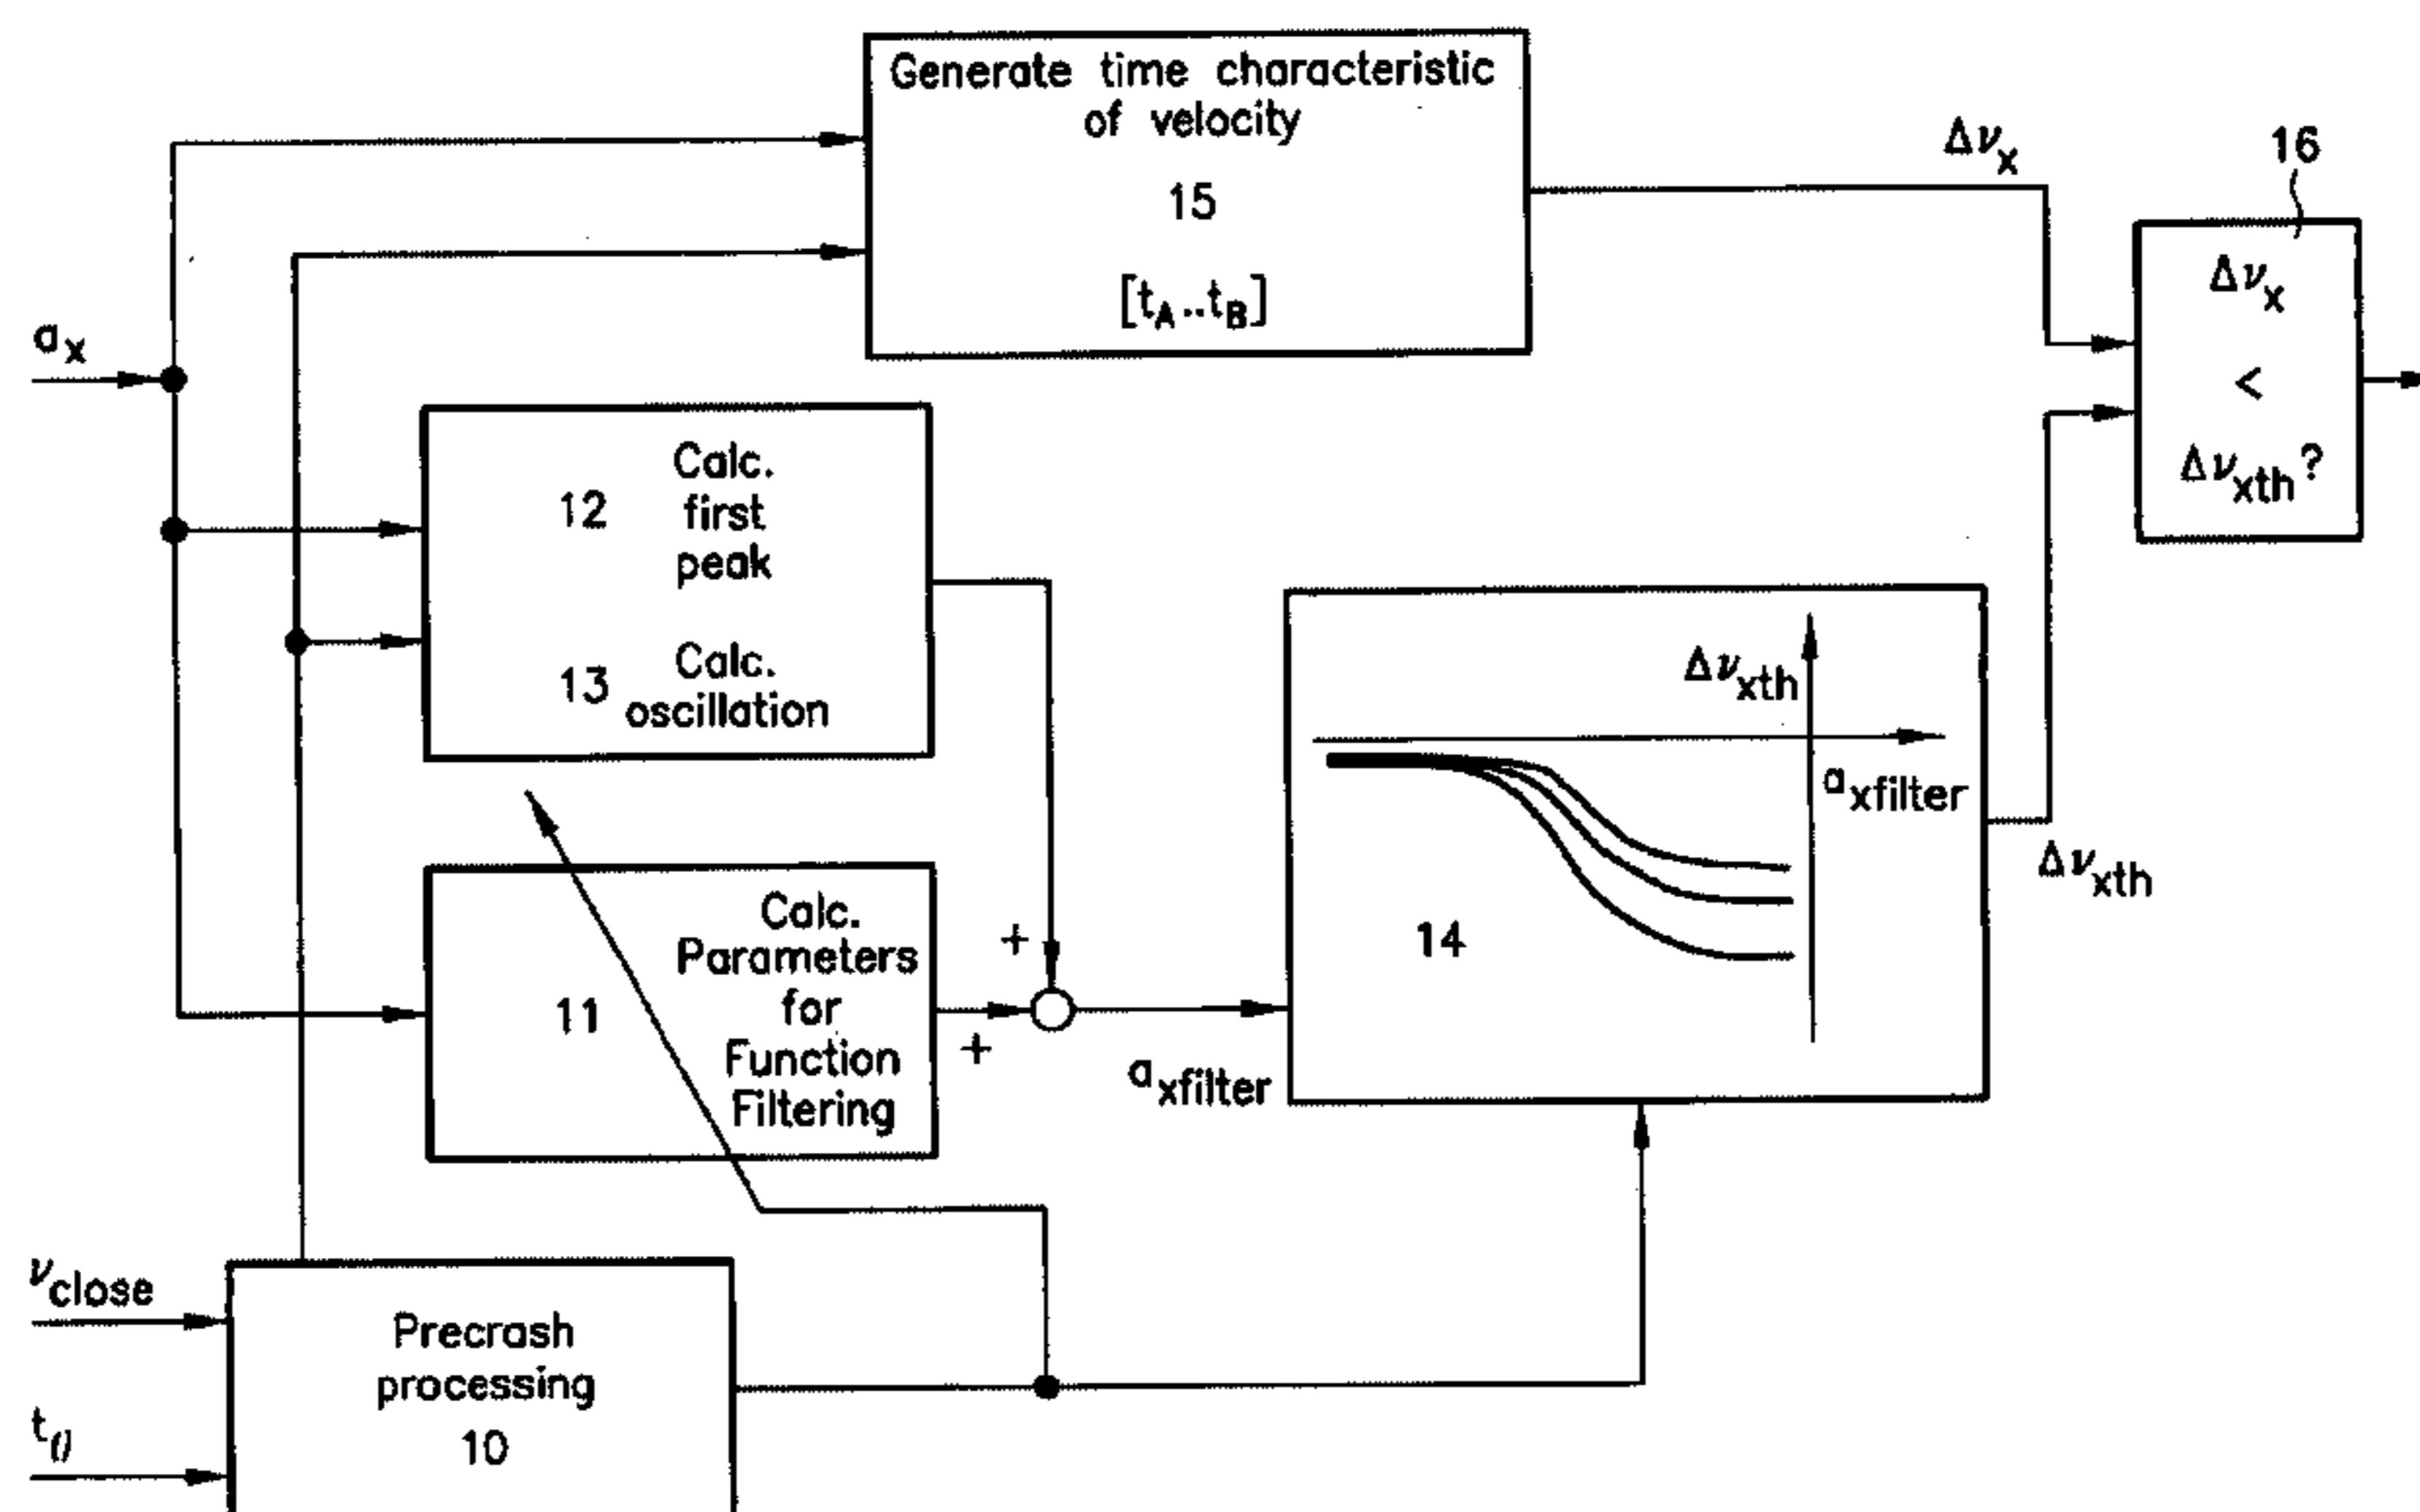 Generate time characteristic
of velocity
15
[tA..tB]
Δνx
16
Δνx
<
Δνxth?
ax
12
Calc.
first
peak
13
Calc.
oscillation
Δνxth
axfilter
14
Δνxth
11
Calc.
Parameters
for
Function
Filtering
+
+
axfilter
νclose
Precrash
processing
10
t0